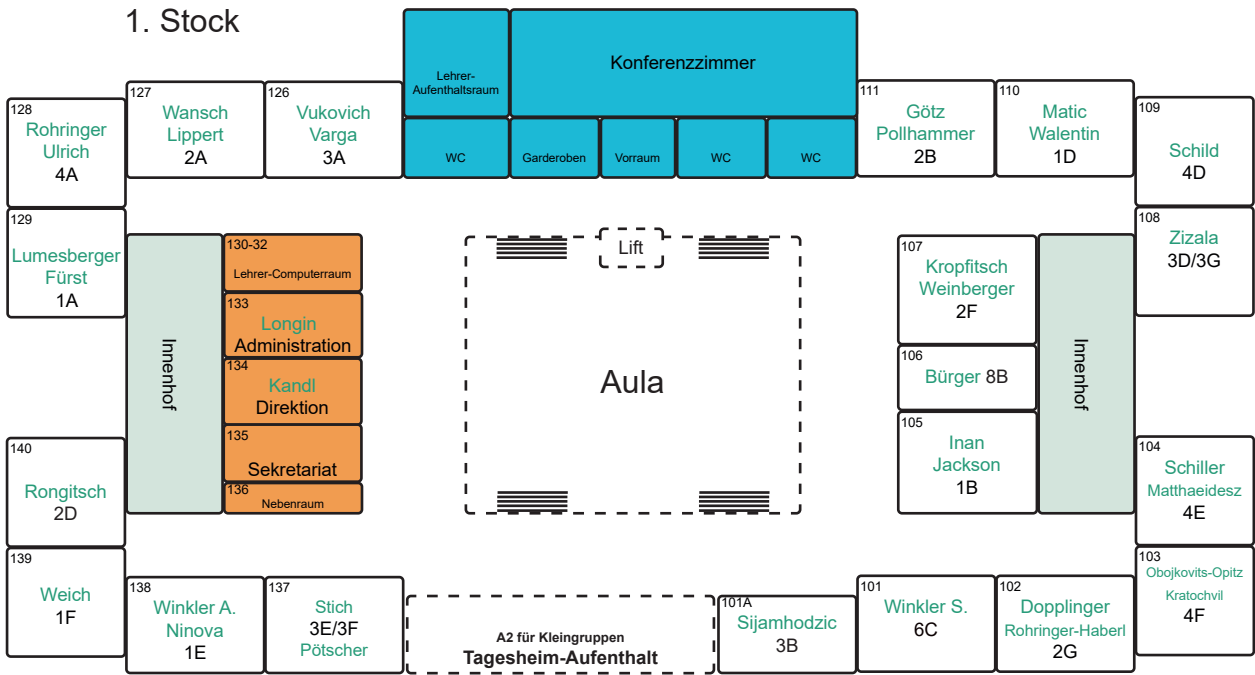 1. Stock
Lehrer-
Aufenthaltsraum
Konferenzzimmer
WC
Garderoben
Vorraum
WC
WC
128
Rohringer
Ulrich
4A
127
Wansch
Lippert
2A
126
Vukovich
Varga
3A
111
Götz
Pollhammer
2B
110
Matic
Walentin
1D
109
Schild
4D
129
Lumesberger
Fürst
1A
108
Zizala
3D/3G
Innenhof
130-32
Lehrer-Computerraum
133
Longin
Administration
134
Kandl
Direktion
135
Sekretariat
136
Nebenraum
Lift
Aula
107
Kropfitsch
Weinberger
2F
106
Bürger 8B
105
Inan
Jackson
1B
Innenhof
140
Rongitsch
2D
104
Schiller
Matthaeidesz
4E
139
Weich
1F
138
Winkler A.
Ninova
1E
137
Stich
3E/3F
Pötscher
A2 für Kleingruppen
Tagesheim-Aufenthalt
101A
Sijamhodzic
3B
101
Winkler S.
6C
102
Dopplinger
Rohringer-Haberl
2G
103
Obojkovits-Opitz
Kratochvil
4F